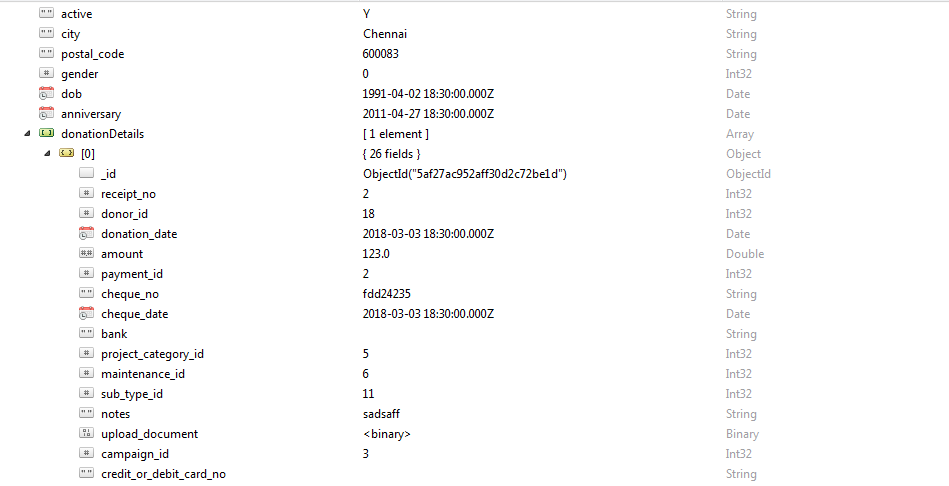 active Y String
city Chennai String
postal_code 600083 String
gender 0 Int32
dob 1991-04-02 18:30:00.000Z Date
anniversary 2011-04-27 18:30:00.000Z Date
donationDetails [ 1 element ] Array
[0] { 26 fields } Object
_id ObjectId("5af27ac952aff30d2c72be1d") ObjectId
receipt_no 2 Int32
donor_id 18 Int32
donation_date 2018-03-03 18:30:00.000Z Date
amount 123.0 Double
payment_id 2 Int32
cheque_no fdd24235 String
cheque_date 2018-03-03 18:30:00.000Z Date
bank String
project_category_id 5 Int32
maintenance_id 6 Int32
sub_type_id 11 Int32
notes sadsaff String
upload_document <binary> Binary
campaign_id 3 Int32
credit_or_debit_card_no String